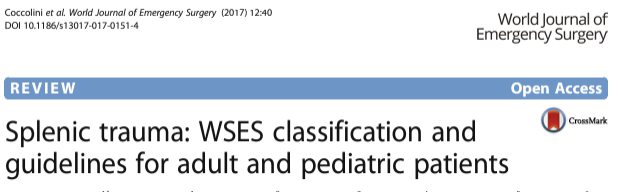 Coccolini et al. World Journal of Emergency Surgery (2017) 12:40
DOI 10.1186/s13017-017-0151-4
World Journal of
Emergency Surgery
REVIEW
Open Access
CrossMark
Splenic trauma: WSES classification and
guidelines for adult and pediatric patients